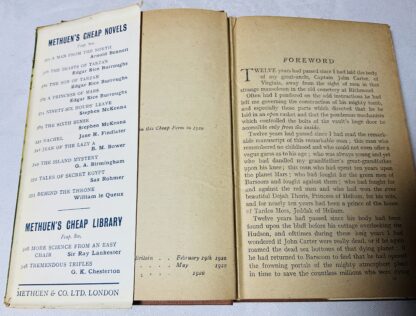 METHUEN'S CHEAP NOVELS
Fcap. 8vo.
A MAN FROM THE NORTH
Arnold Bennett
THE BEASTS OF TARZAN
Edgar Rice Burroughs
THE SON OF TARZAN
Edgar Rice Burroughs
A PRINCESS OF MARS
Edgar Rice Burroughs
NINETY-SIX HOURS' LEAVE
Stephen McKenna
THE SIXTH SENSE
Stephen McKenna
Jane H. Findlater
JEAN OF THE LAZY A
B. M. Bower
THE ISLAND MYSTERY
G. A. Birmingham
TALES OF SECRET EGYPT
Sax Rohmer
BEHIND THE THRONE
William le Queux
METHUEN'S CHEAP LIBRARY
Fcap. 8vo.
MORE SCIENCE FROM AN EASY
CHAIR Sir Ray Lankester
TREMENDOUS TRIFLES
G. K. Chesterton
METHUEN & CO. LTD. LONDON
in this Cheap Form in 1920
Britain . . February 19th 1920
. . May 1920
. . 1920
FOREWORD
TWELVE years had passed since I had laid the body
of my great-uncle, Captain John Carter, of
Virginia, away from the sight of men in that
strange mausoleum in the old cemetery at Richmond.
Often had I pondered on the odd instructions he had
left me governing the construction of his mighty tomb,
and especially those parts which directed that he be
laid in an open casket and that the ponderous mechanism
which controlled the bolts of the vault's huge door be
accessible only from the inside.
Twelve years had passed since I had read the remark-
able manuscript of this remarkable man; this man who
remembered no childhood and who could not even offer a
vague guess as to his age; who was always young and yet
who had dandled my grandfather's great-grandfather
upon his knee; this man who had spent ten years upon
the planet Mars; who had fought for the green men of
Barsoom and fought against them; who had fought for
and against the red men and who had won the ever
beautiful Dejah Thoris, Princess of Helium, for his wife,
and for nearly ten years had been a prince of the house
of Tardos Mors, Jeddak of Helium.
Twelve years had passed since his body had been
found upon the bluff before his cottage overlooking the
Hudson, and oftentimes during these long years I had
wondered if John Carter were really dead, or if he again
roamed the dead sea bottoms of that dying planet; if
he had returned to Barsoom to find that he had opened
the frowning portals of the mighty atmosphere plant
in time to save the countless millions who were dying